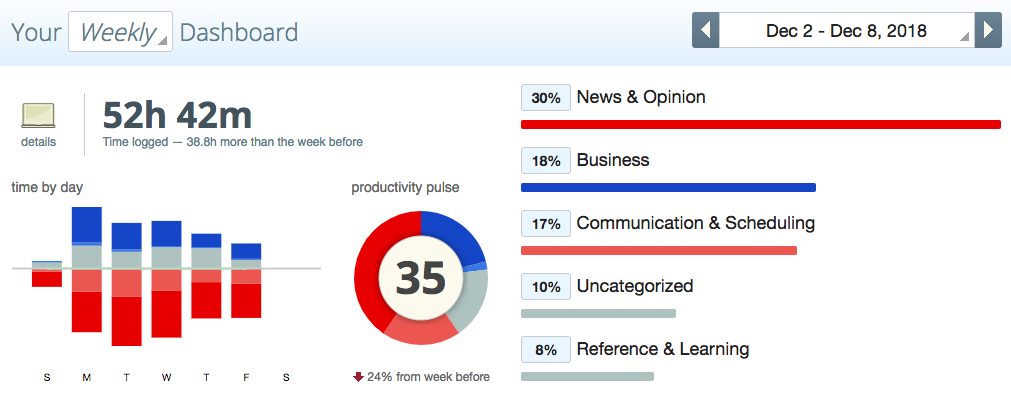 Your Weekly Dashboard
Dec 2 - Dec 8, 2018
details
52h 42m
Time logged — 38.8h more than the week before
time by day
S M T W T F S
productivity pulse
35
24% from week before
30% News & Opinion
18% Business
17% Communication & Scheduling
10% Uncategorized
8% Reference & Learning